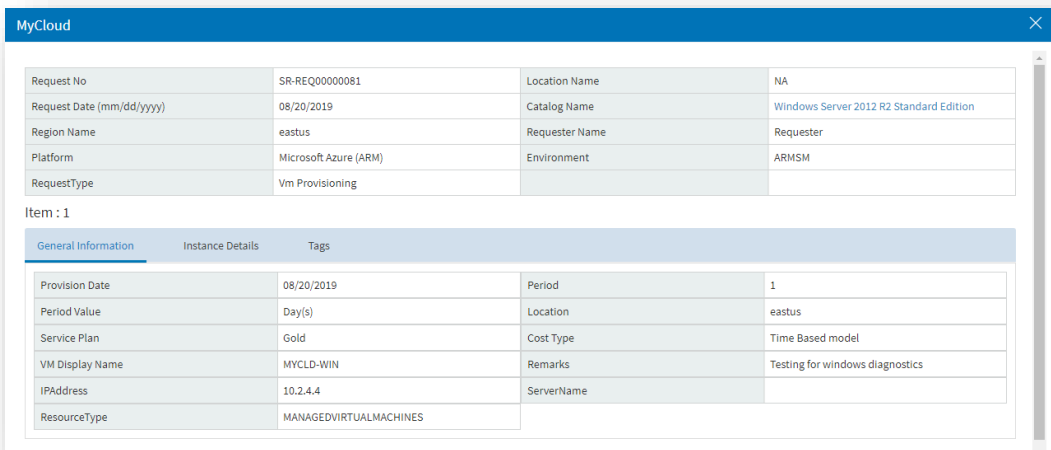 MyCloud
Request No SR-REQ00000081 Location Name NA
Request Date (mm/dd/yyyy) 08/20/2019 Catalog Name Windows Server 2012 R2 Standard Edition
Region Name eastus Requester Name Requester
Platform Microsoft Azure (ARM) Environment ARMSM
RequestType Vm Provisioning
Item : 1
General Information Instance Details Tags
Provision Date 08/20/2019 Period 1
Period Value Day(s) Location eastus
Service Plan Gold Cost Type Time Based model
VM Display Name MYCLD-WIN Remarks Testing for windows diagnostics
IPAddress 10.2.4.4 ServerName
ResourceType MANAGEDVIRTUALMACHINES